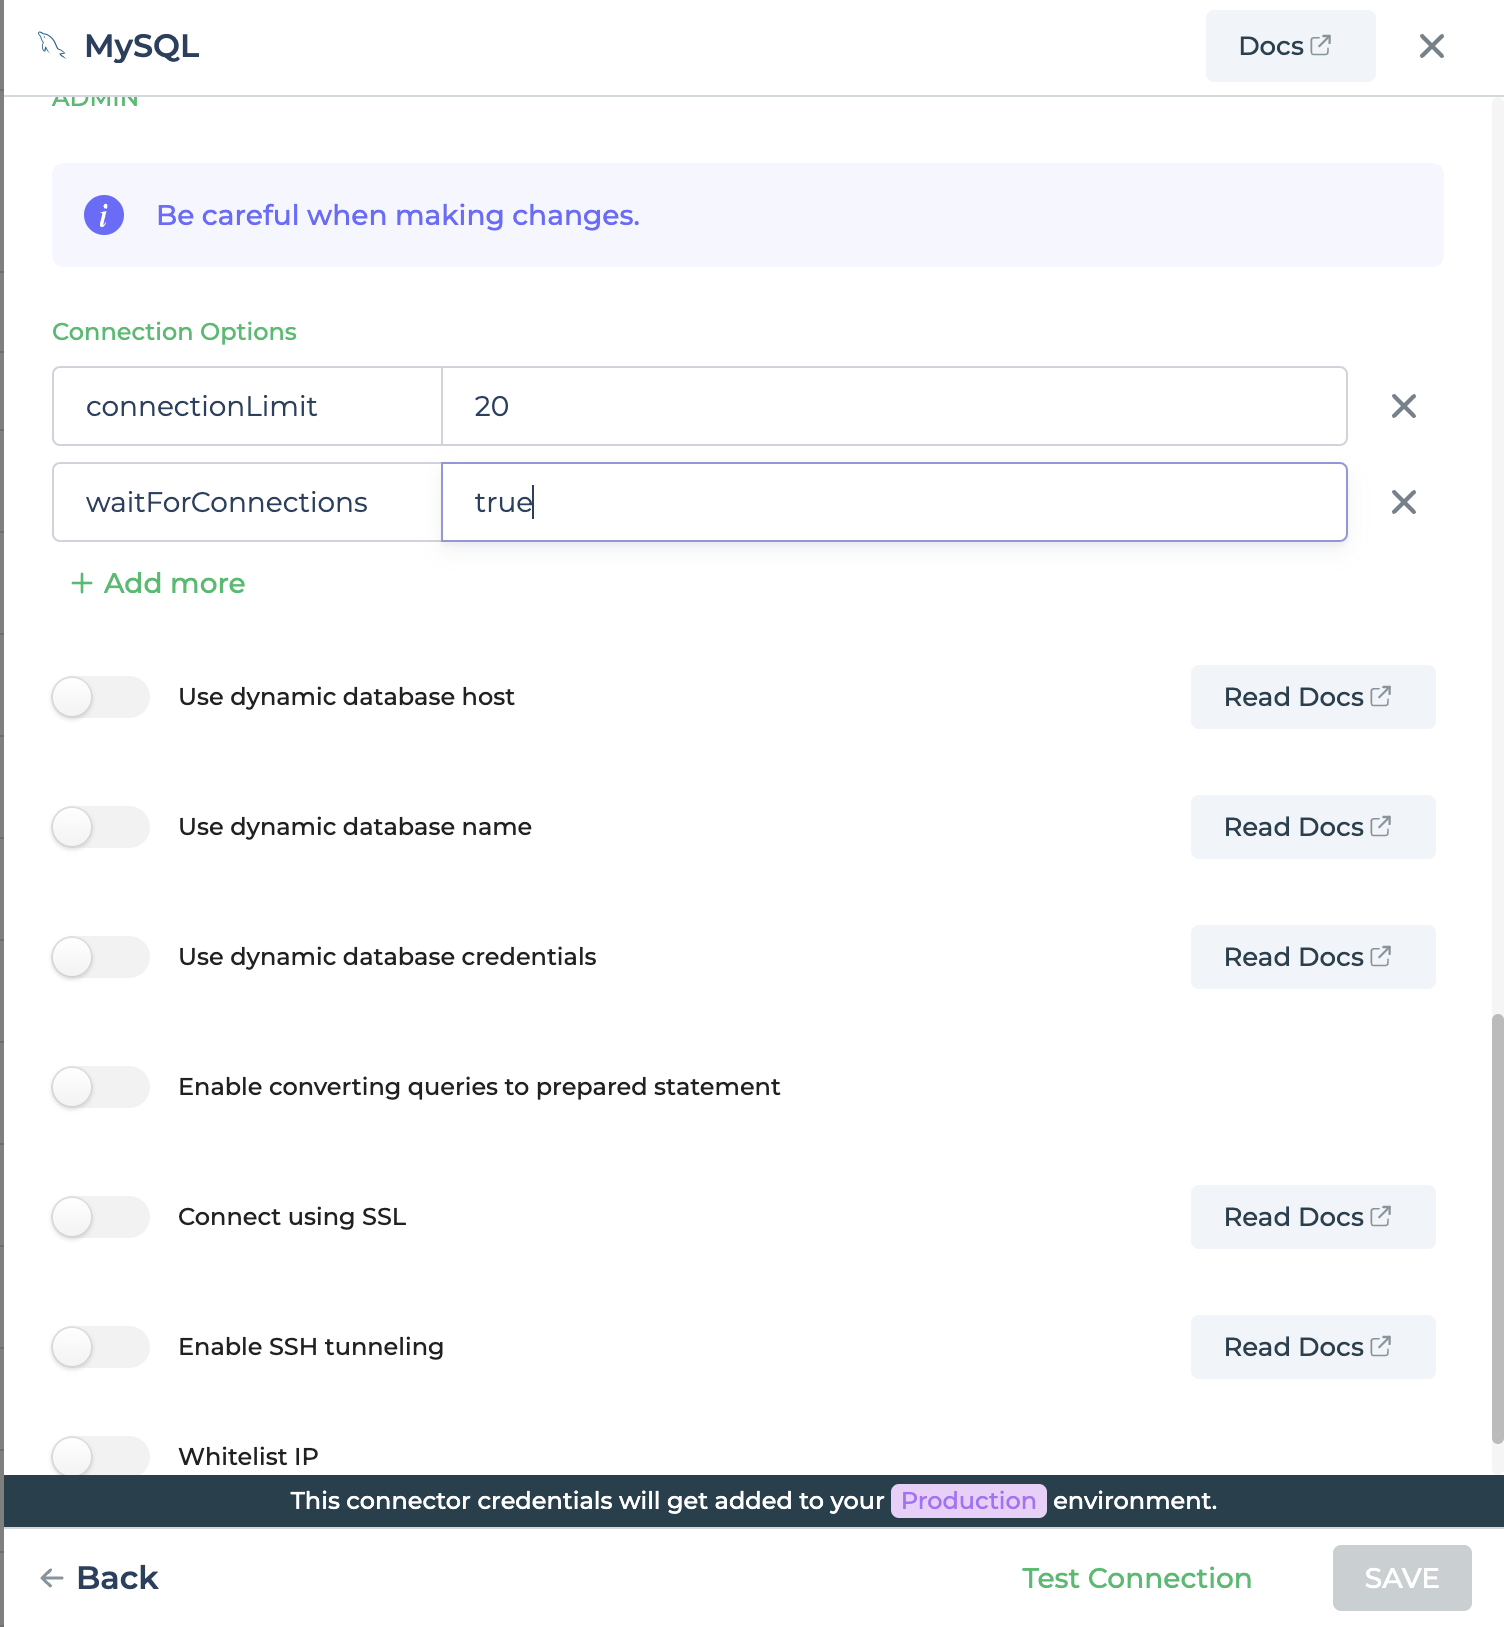 MySQL
Docs
ADMIN
Be careful when making changes.
Connection Options
connectionLimit 20
waitForConnections true
+ Add more
Use dynamic database host Read Docs
Use dynamic database name Read Docs
Use dynamic database credentials Read Docs
Enable converting queries to prepared statement
Connect using SSL Read Docs
Enable SSH tunneling Read Docs
Whitelist IP
This connector credentials will get added to your Production environment.
Back
Test Connection
SAVE